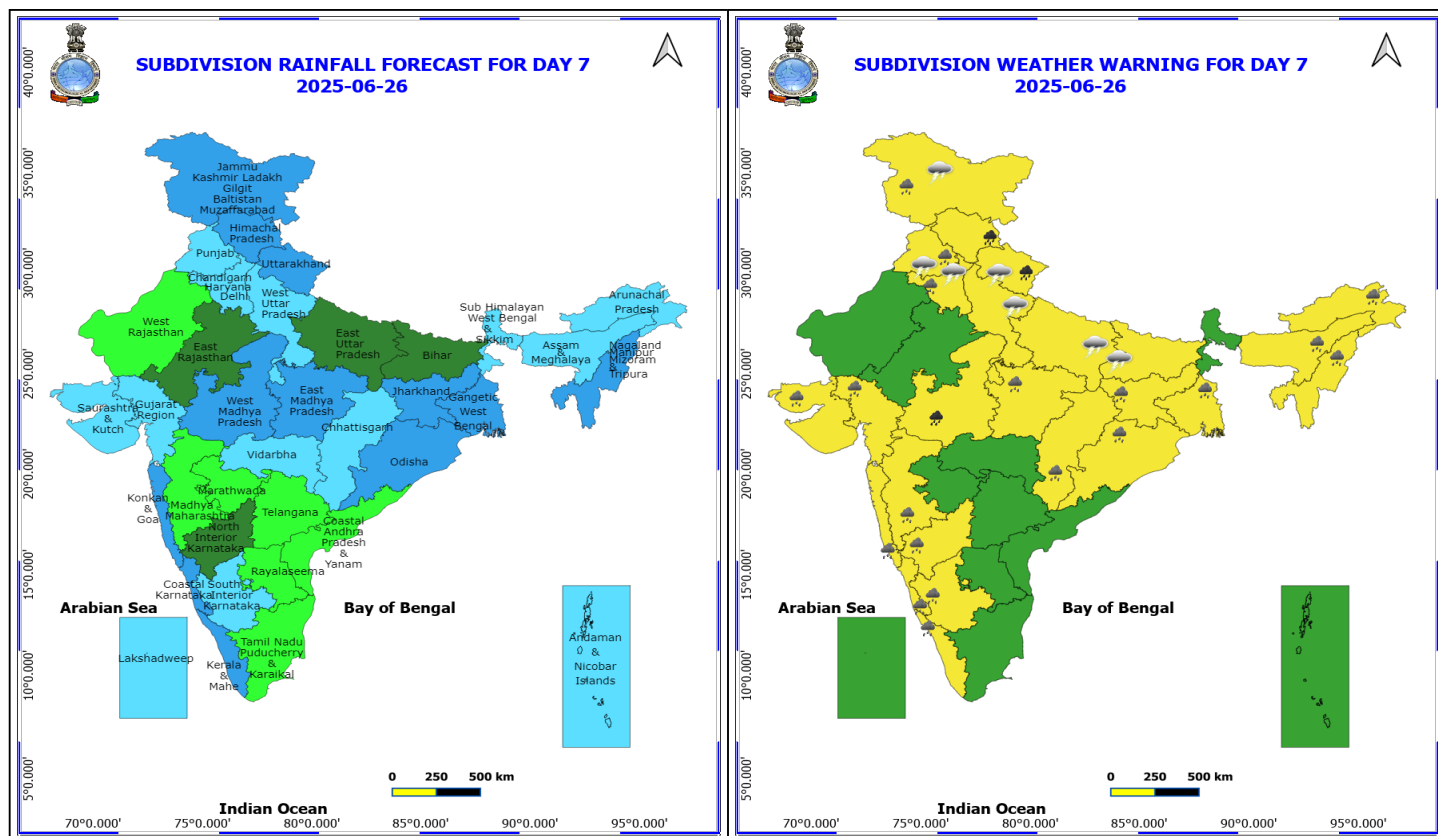 SUBDIVISION RAINFALL FORECAST FOR DAY 7
2025-06-26
40°0.000'
35°0.000'
30°0.000'
25°0.000'
20°0.000'
15°0.000'
10°0.000'
5°0.000'
Jammu
Kashmir Ladakh
Gilgit
Baltistan
Muzaffarabad
Himachal
Pradesh
Punjab
Uttarakhand
Chandigarh
Haryana
Delhi
West
Uttar
Pradesh
West
Rajasthan
East
Rajasthan
East
Uttar
Pradesh
Bihar
Sub Himalayan
West Bengal
&
Sikkim
Arunachal
Pradesh
Assam
&
Meghalaya
Nagaland
Manipur
Mizoram
&
Tripura
Saurashtra
&
Kutch
Gujarat
Region
West
Madhya
Pradesh
East
Madhya
Pradesh
Jharkhand
Gangetic
West
Bengal
Chhattisgarh
Odisha
Vidarbha
Konkan
&
Goa
Madhya
Maharashtra
Marathwada
Telangana
North
Interior
Karnataka
Coastal
Andhra
Pradesh
&
Yanam
Rayalaseema
Coastal
Karnataka
South
Interior
Karnataka
Tamil Nadu
Puducherry
&
Karaikal
Kerala
&
Mahe
Lakshadweep
Andaman
&
Nicobar
Islands
Arabian Sea
Bay of Bengal
Indian Ocean
0 250 500 km
70°0.000' 75°0.000' 80°0.000' 85°0.000' 90°0.000' 95°0.000'
SUBDIVISION WEATHER WARNING FOR DAY 7
2025-06-26
40°0.000'
35°0.000'
30°0.000'
25°0.000'
20°0.000'
15°0.000'
10°0.000'
5°0.000'
Arabian Sea
Bay of Bengal
Indian Ocean
0 250 500 km
70°0.000' 75°0.000' 80°0.000' 85°0.000' 90°0.000' 95°0.000'